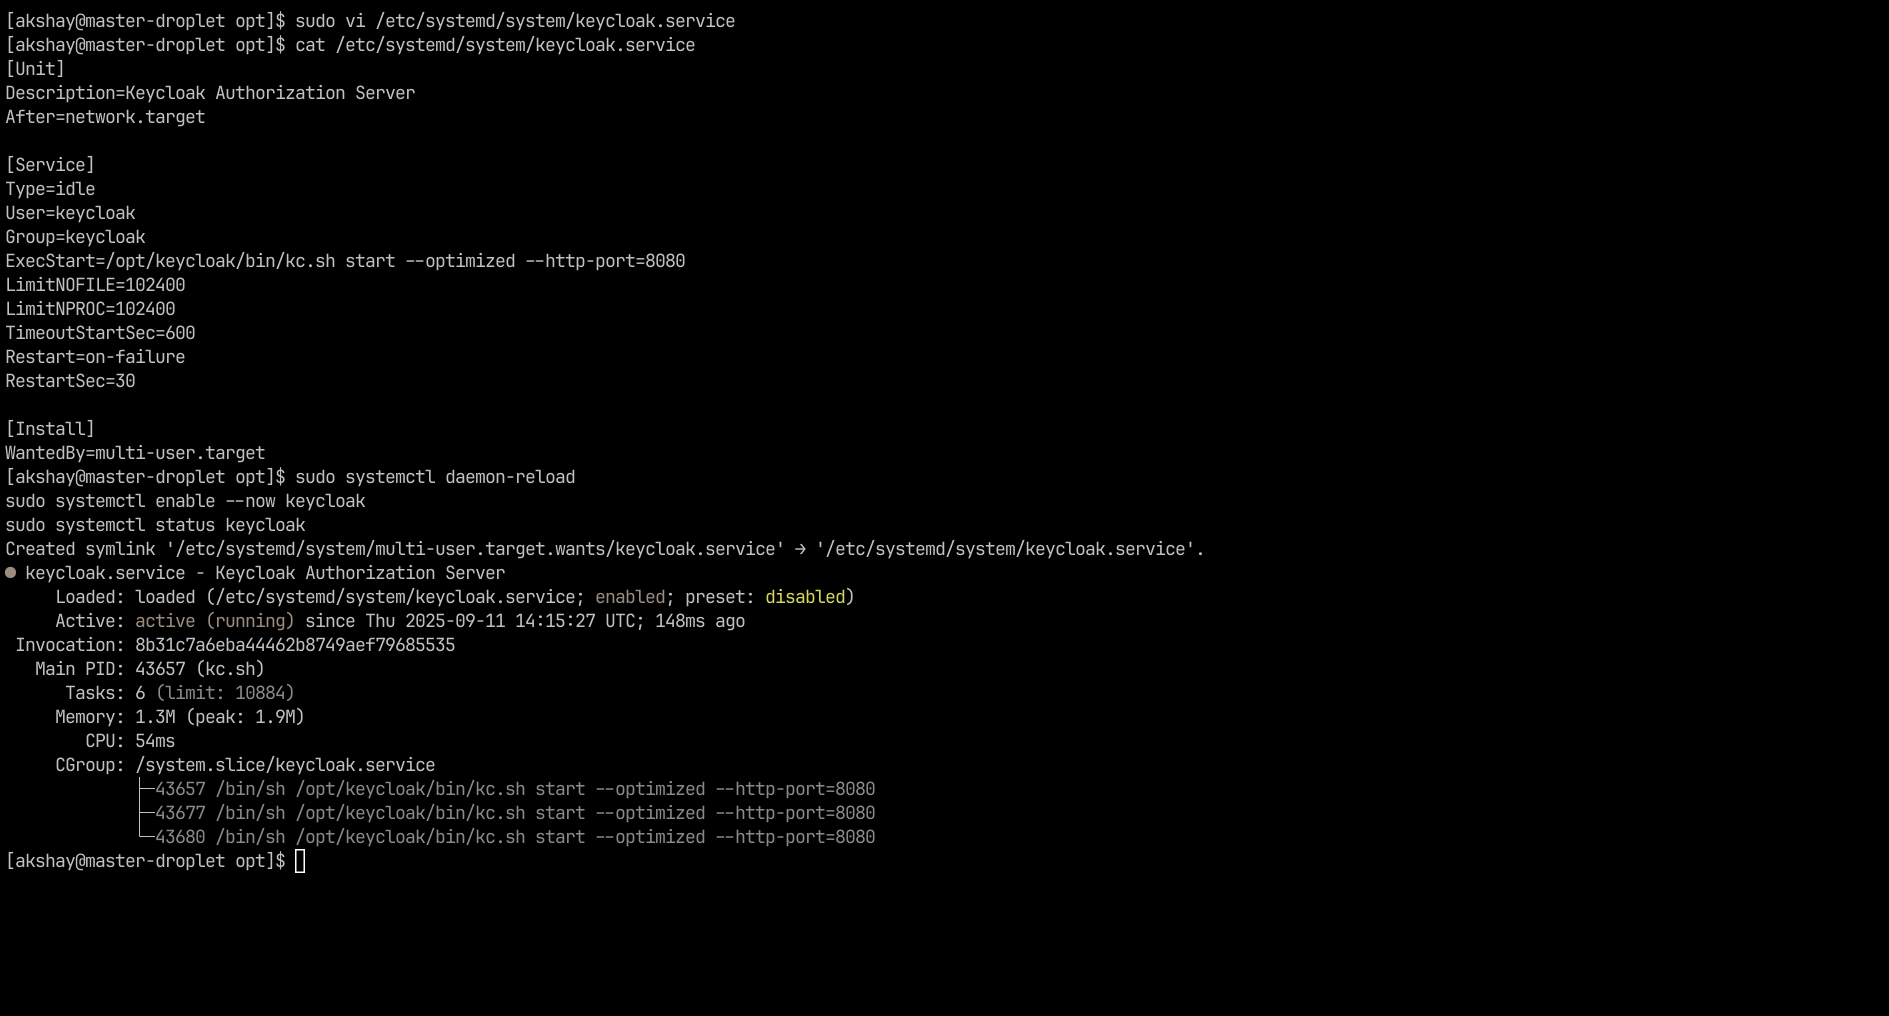 [akshay@master-droplet opt]$ sudo vi /etc/systemd/system/keycloak.service
[akshay@master-droplet opt]$ cat /etc/systemd/system/keycloak.service
[Unit]
Description=Keycloak Authorization Server
After=network.target

[Service]
Type=idle
User=keycloak
Group=keycloak
ExecStart=/opt/keycloak/bin/kc.sh start --optimized --http-port=8080
LimitNOFILE=102400
LimitNPROC=102400
TimeoutStartSec=600
Restart=on-failure
RestartSec=30

[Install]
WantedBy=multi-user.target
[akshay@master-droplet opt]$ sudo systemctl daemon-reload
sudo systemctl enable --now keycloak
sudo systemctl status keycloak
Created symlink '/etc/systemd/system/multi-user.target.wants/keycloak.service' → '/etc/systemd/system/keycloak.service'.
● keycloak.service - Keycloak Authorization Server
     Loaded: loaded (/etc/systemd/system/keycloak.service; enabled; preset: disabled)
     Active: active (running) since Thu 2025-09-11 14:15:27 UTC; 148ms ago
 Invocation: 8b31c7a6eba44462b8749aef79685535
   Main PID: 43657 (kc.sh)
      Tasks: 6 (limit: 10884)
     Memory: 1.3M (peak: 1.9M)
        CPU: 54ms
     CGroup: /system.slice/keycloak.service
             ├─43657 /bin/sh /opt/keycloak/bin/kc.sh start --optimized --http-port=8080
             ├─43677 /bin/sh /opt/keycloak/bin/kc.sh start --optimized --http-port=8080
             └─43680 /bin/sh /opt/keycloak/bin/kc.sh start --optimized --http-port=8080
[akshay@master-droplet opt]$